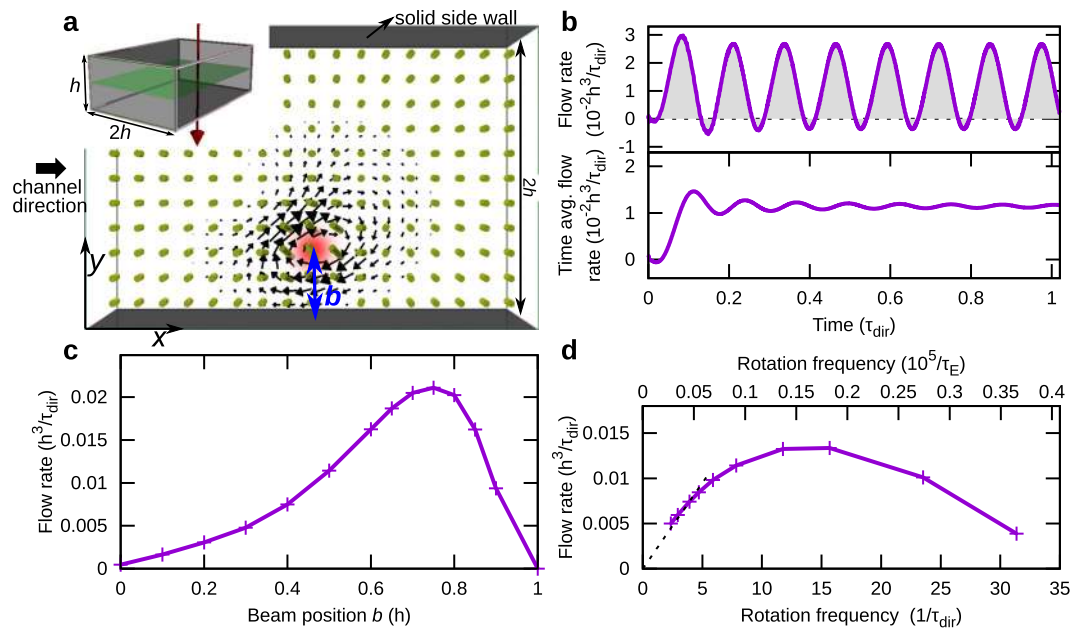 a
solid side wall
h
2h
channel
direction
2h
y
b
x
b
Flow rate
(10⁻²h³/τdir)
3
2
1
0
-1
Time avg. flow
rate (10⁻²h³/τdir)
2
1
0
0 0.2 0.4 0.6 0.8 1
Time (τdir)
c
Flow rate (h³/τdir)
0.02
0.015
0.01
0.005
0
0 0.2 0.4 0.6 0.8 1
Beam position b (h)
d
Rotation frequency (10⁵/τE)
0 0.05 0.1 0.15 0.2 0.25 0.3 0.35 0.4
Flow rate (h³/τdir)
0.015
0.01
0.005
0
0 5 10 15 20 25 30 35
Rotation frequency (1/τdir)